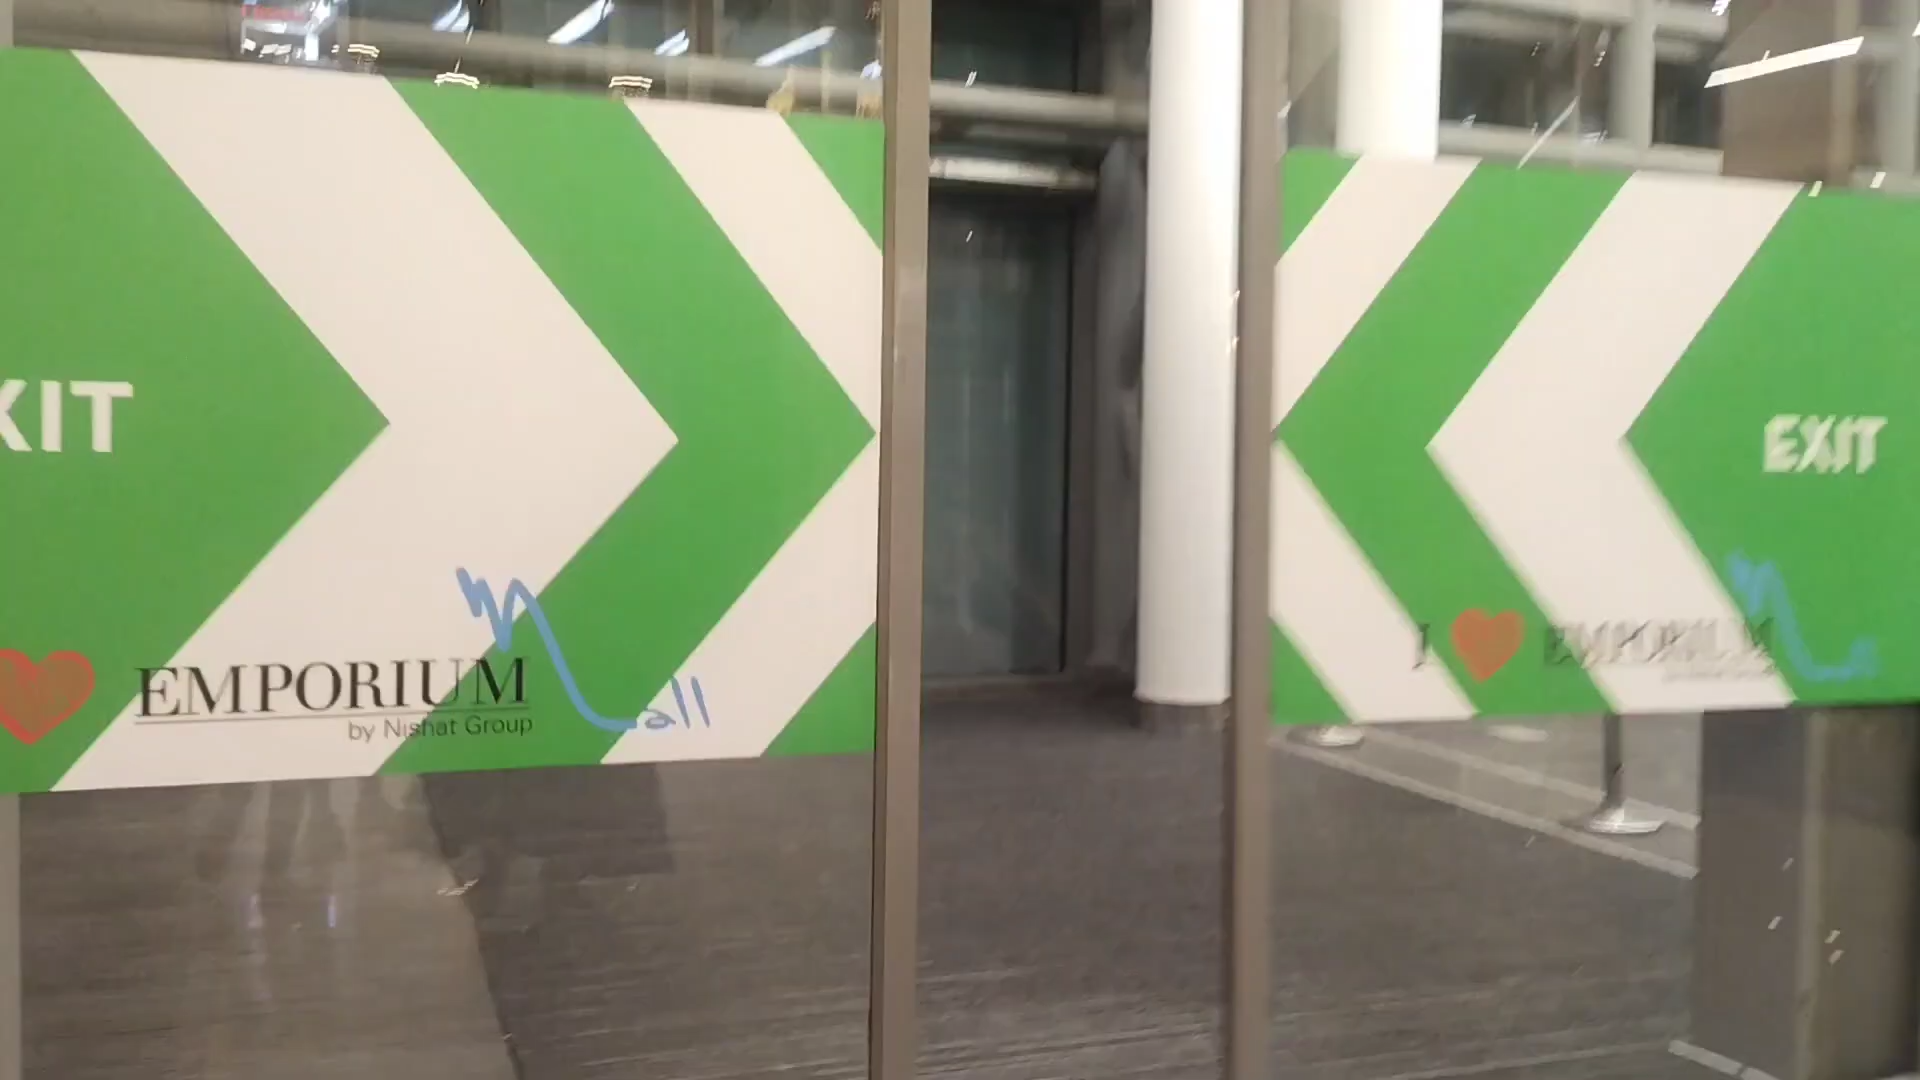 XIT
EMPORIUM Mall
by Nishat Group
EXIT
I EMPORIUM